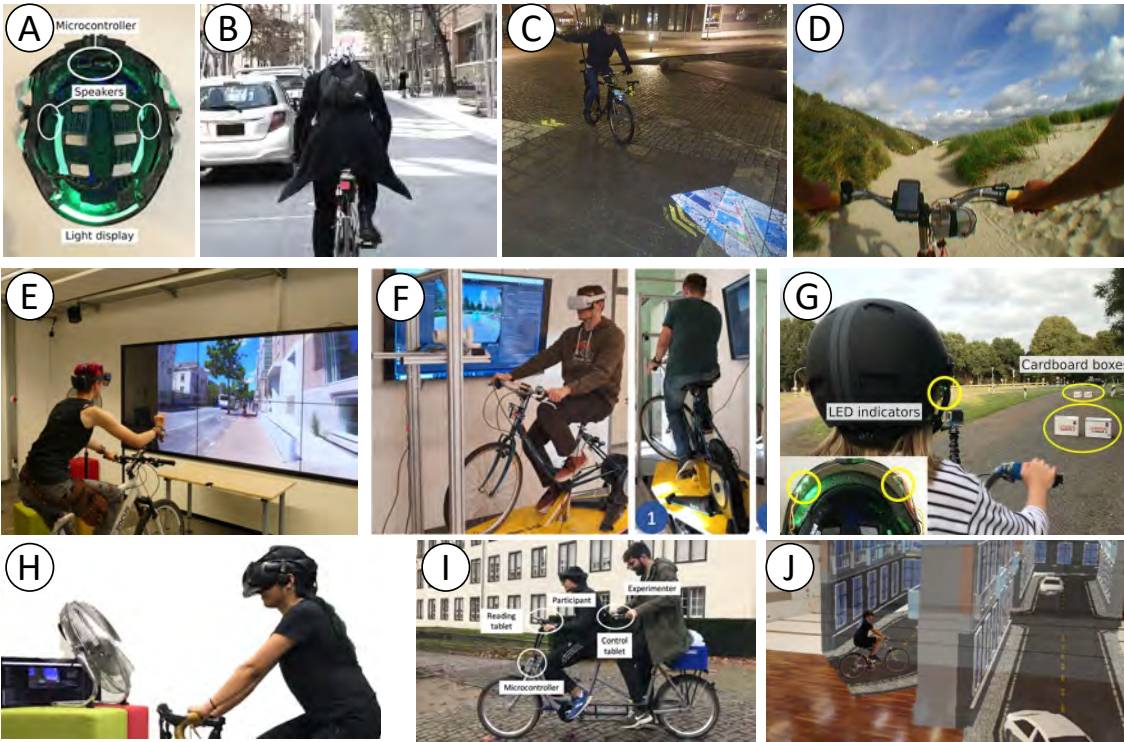 A
Microcontroller
Speakers
Light display
B
C
D
E
F
1
G
Cardboard boxes
LED indicators
H
I
Participant
Experimenter
Reading tablet
Control tablet
Microcontroller
J